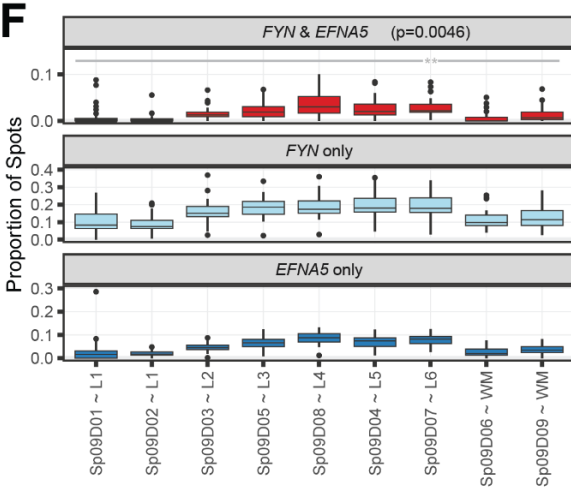 F
FYN & EFNA5 (p=0.0046)
**
0.1
0.0
FYN only
0.4
0.3
0.2
0.1
0.0
EFNA5 only
0.3
0.2
0.1
0.0
Proportion of Spots
Sp09D01 ~ L1
Sp09D02 ~ L1
Sp09D03 ~ L2
Sp09D05 ~ L3
Sp09D08 ~ L4
Sp09D04 ~ L5
Sp09D07 ~ L6
Sp09D06 ~ WM
Sp09D09 ~ WM